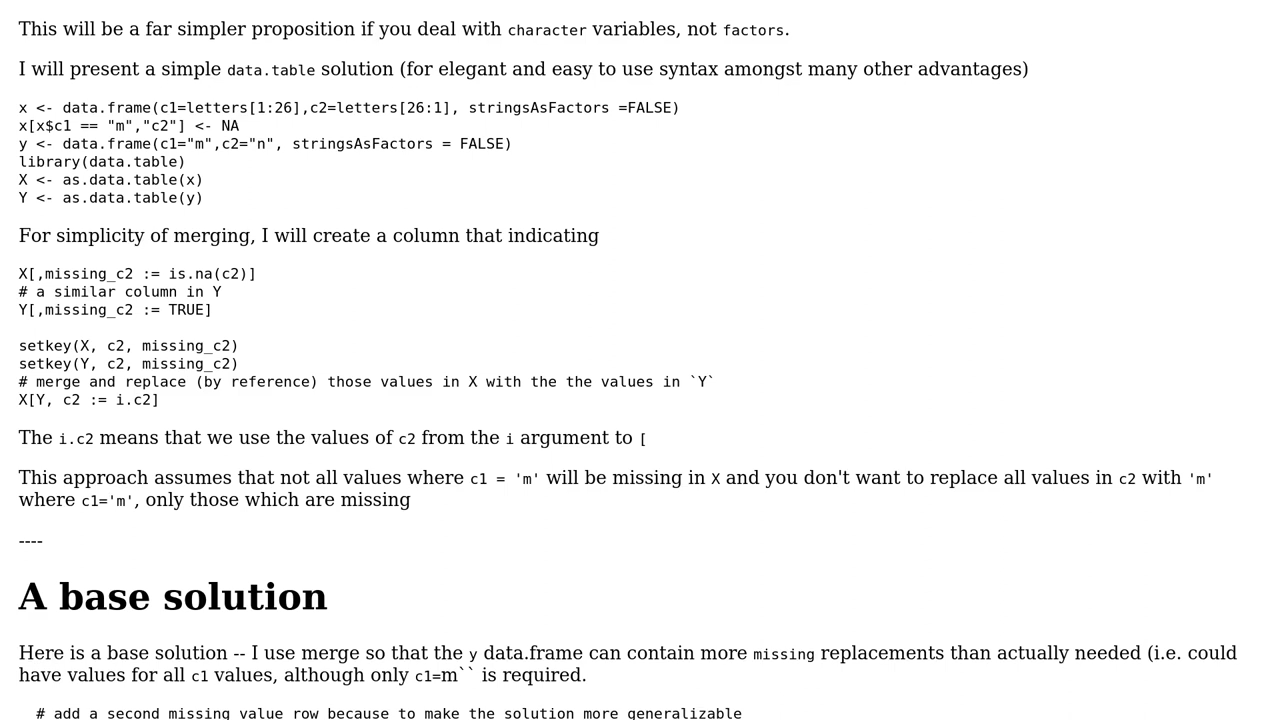 This will be a far simpler proposition if you deal with character variables, not factors.
I will present a simple data.table solution (for elegant and easy to use syntax amongst many other advantages)
x <- data.frame(c1=letters[1:26],c2=letters[26:1], stringsAsFactors =FALSE)
x[x$c1 == "m","c2"] <- NA
y <- data.frame(c1="m",c2="n", stringsAsFactors = FALSE)
library(data.table)
X <- as.data.table(x)
Y <- as.data.table(y)
For simplicity of merging, I will create a column that indicating
X[,missing_c2 := is.na(c2)]
# a similar column in Y
Y[,missing_c2 := TRUE]
setkey(X, c2, missing_c2)
setkey(Y, c2, missing_c2)
# merge and replace (by reference) those values in X with the the values in `Y`
X[Y, c2 := i.c2]
The i.c2 means that we use the values of c2 from the i argument to [
This approach assumes that not all values where c1 = 'm' will be missing in X and you don't want to replace all values in c2 with 'm'
where c1='m', only those which are missing
----
A base solution
Here is a base solution -- I use merge so that the y data.frame can contain more missing replacements than actually needed (i.e. could
have values for all c1 values, although only c1=m`` is required.
# add a second missing value row because to make the solution more generalizable